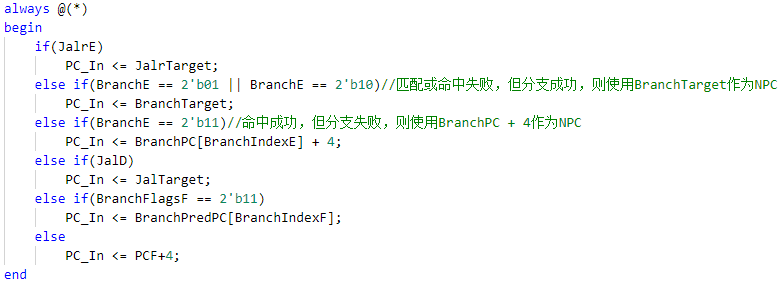 always @(*)
begin
    if(JalrE)
        PC_In <= JalrTarget;
    else if(BranchE == 2'b01 || BranchE == 2'b10)//匹配或命中失败，但分支成功，则使用BranchTarget作为NPC
        PC_In <= BranchTarget;
    else if(BranchE == 2'b11)//命中成功，但分支失败，则使用BranchPC + 4作为NPC
        PC_In <= BranchPC[BranchIndexE] + 4;
    else if(JalD)
        PC_In <= JalTarget;
    else if(BranchFlagsF == 2'b11)
        PC_In <= BranchPredPC[BranchIndexF];
    else
        PC_In <= PCF+4;
end